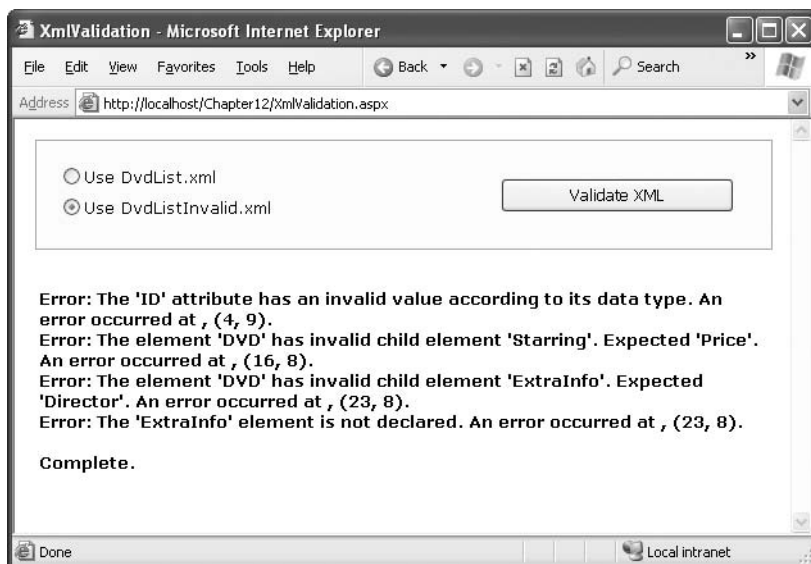 XmlValidation - Microsoft Internet Explorer
File Edit View Favorites Tools Help Back Search »
Address http://localhost/Chapter12/XmlValidation.aspx
Use DvdList.xml
Use DvdListInvalid.xml
Validate XML
Error: The 'ID' attribute has an invalid value according to its data type. An
error occurred at , (4, 9).
Error: The element 'DVD' has invalid child element 'Starring'. Expected 'Price'.
An error occurred at , (16, 8).
Error: The element 'DVD' has invalid child element 'ExtraInfo'. Expected
'Director'. An error occurred at , (23, 8).
Error: The 'ExtraInfo' element is not declared. An error occurred at , (23, 8).
Complete.
Done
Local intranet